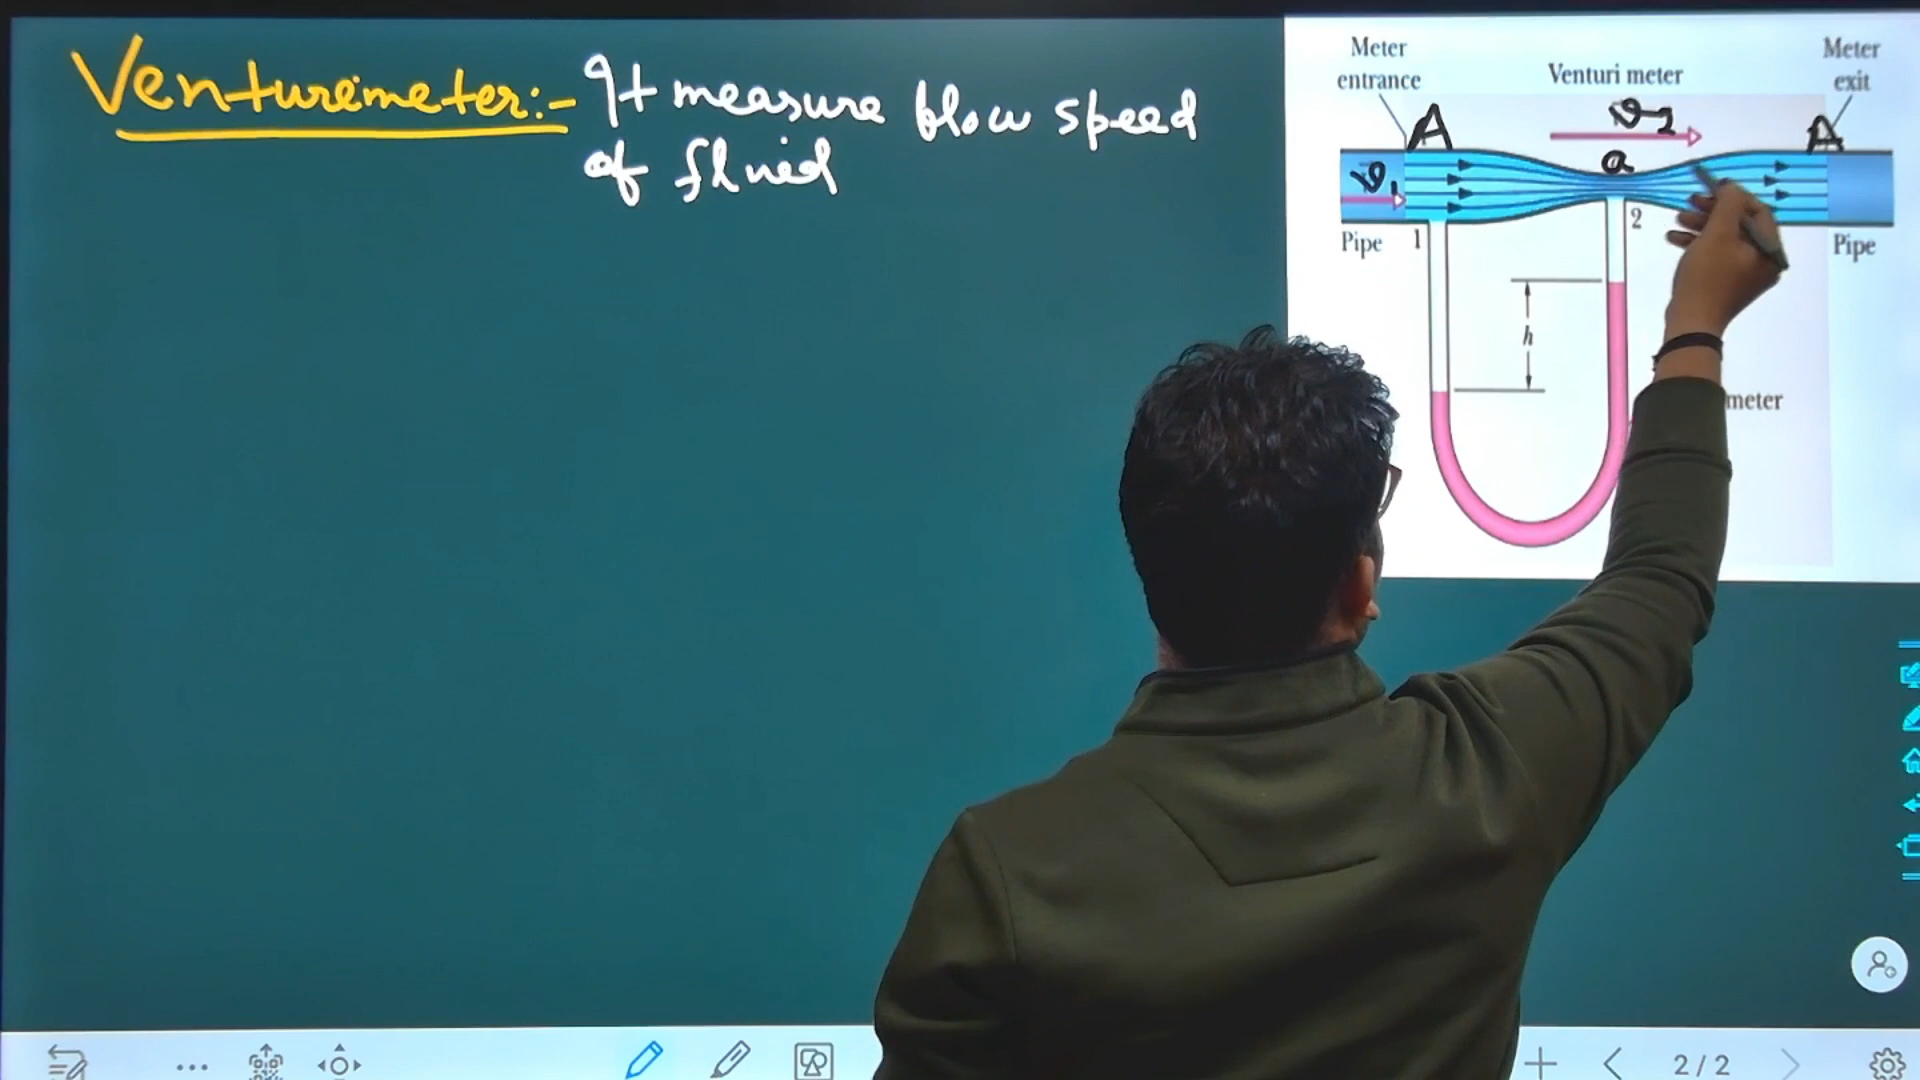 Venturimeter:- It measure flow speed
of fluid
Meter
entrance
Venturi meter
Meter
exit
A
v2
A
a
v1
Pipe
1
2
Pipe
h
meter
2/2